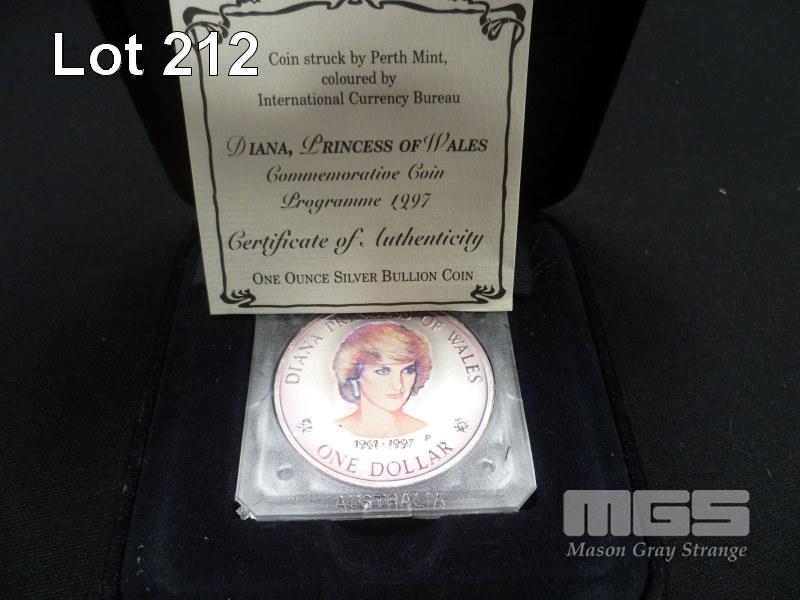 Lot 212
Coin struck by Perth Mint,
coloured by
International Currency Bureau
DIANA, PRINCESS OF WALES
Commemorative Coin
Programme 1997
Certificate of Authenticity
ONE OUNCE SILVER BULLION COIN
DIANA PRINCESS OF WALES
1961 · 1997 P
ONE DOLLAR
AUSTRALIA
MGS
Mason Gray Strange